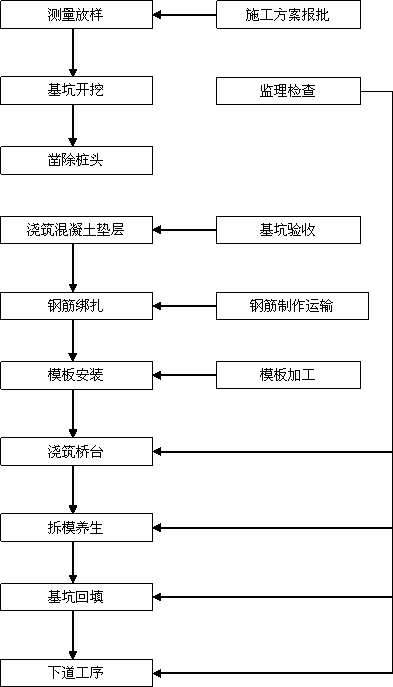 测量放样
施工方案报批
基坑开挖
监理检查
凿除桩头
浇筑混凝土垫层
基坑验收
钢筋绑扎
钢筋制作运输
模板安装
模板加工
浇筑桥台
拆模养生
基坑回填
下道工序